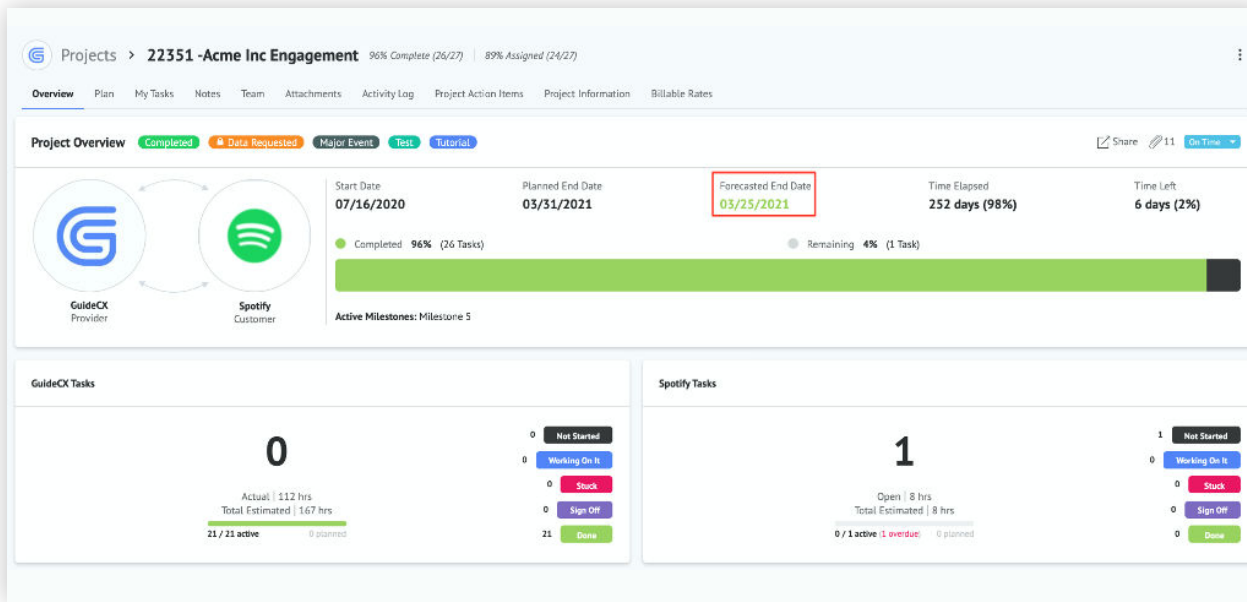 Projects > 22351 -Acme Inc Engagement 96% Complete (26/27) 89% Assigned (24/27)
Overview Plan My Tasks Notes Team Attachments Activity Log Project Action Items Project Information Billable Rates
Project Overview Completed Data Requested Major Event Test Tutorial Share 11 On Time
Start Date Planned End Date Forecasted End Date Time Elapsed Time Left
07/16/2020 03/31/2021 03/25/2021 252 days (98%) 6 days (2%)
Completed 96% (26 Tasks) Remaining 4% (1 Task)
GuideCX Spotify
Provider Customer
Active Milestones: Milestone 5
GuideCX Tasks
0
Actual | 112 hrs
Total Estimated | 167 hrs
21 / 21 active 0 planned
0 Not Started
0 Working On It
0 Stuck
0 Sign Off
21 Done
Spotify Tasks
1
Open | 8 hrs
Total Estimated | 8 hrs
0 / 1 active (1 overdue) 0 planned
1 Not Started
0 Working On It
0 Stuck
0 Sign Off
0 Done